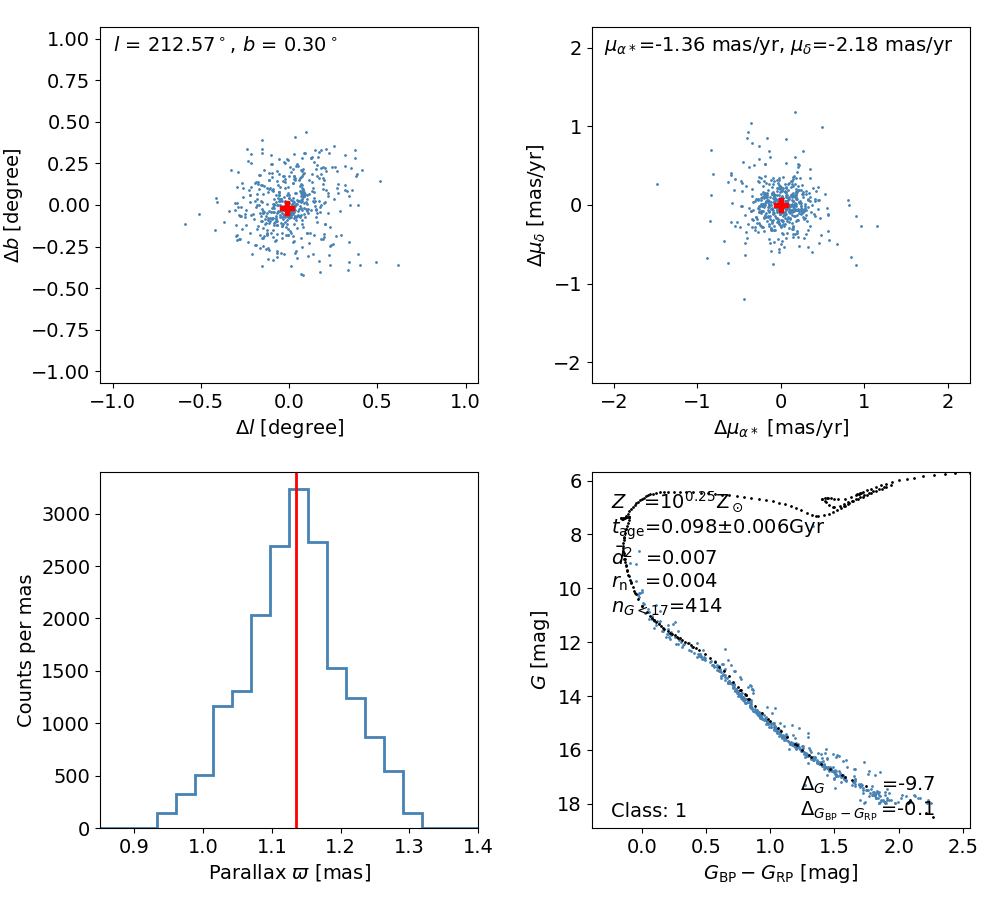 l = 212.57°, b = 0.30°
1.00
0.75
0.50
0.25
0.00
−0.25
−0.50
−0.75
−1.00
Δb [degree]
−1.0 −0.5 0.0 0.5 1.0
Δl [degree]
μα*=-1.36 mas/yr, μδ=-2.18 mas/yr
2
1
0
−1
−2
Δμδ [mas/yr]
−2 −1 0 1 2
Δμα* [mas/yr]
3000
2500
2000
1500
1000
500
0
Counts per mas
0.9 1.0 1.1 1.2 1.3 1.4
Parallax ϖ [mas]
6
8
10
12
14
16
18
G [mag]
Z =10^0.25 Z⊙
tage=0.098±0.006Gyr
d̄2 =0.007
rn =0.004
nG<17=414
ΔG =-9.7
ΔGBP−GRP=-0.1
Class: 1
0.0 0.5 1.0 1.5 2.0 2.5
GBP − GRP [mag]